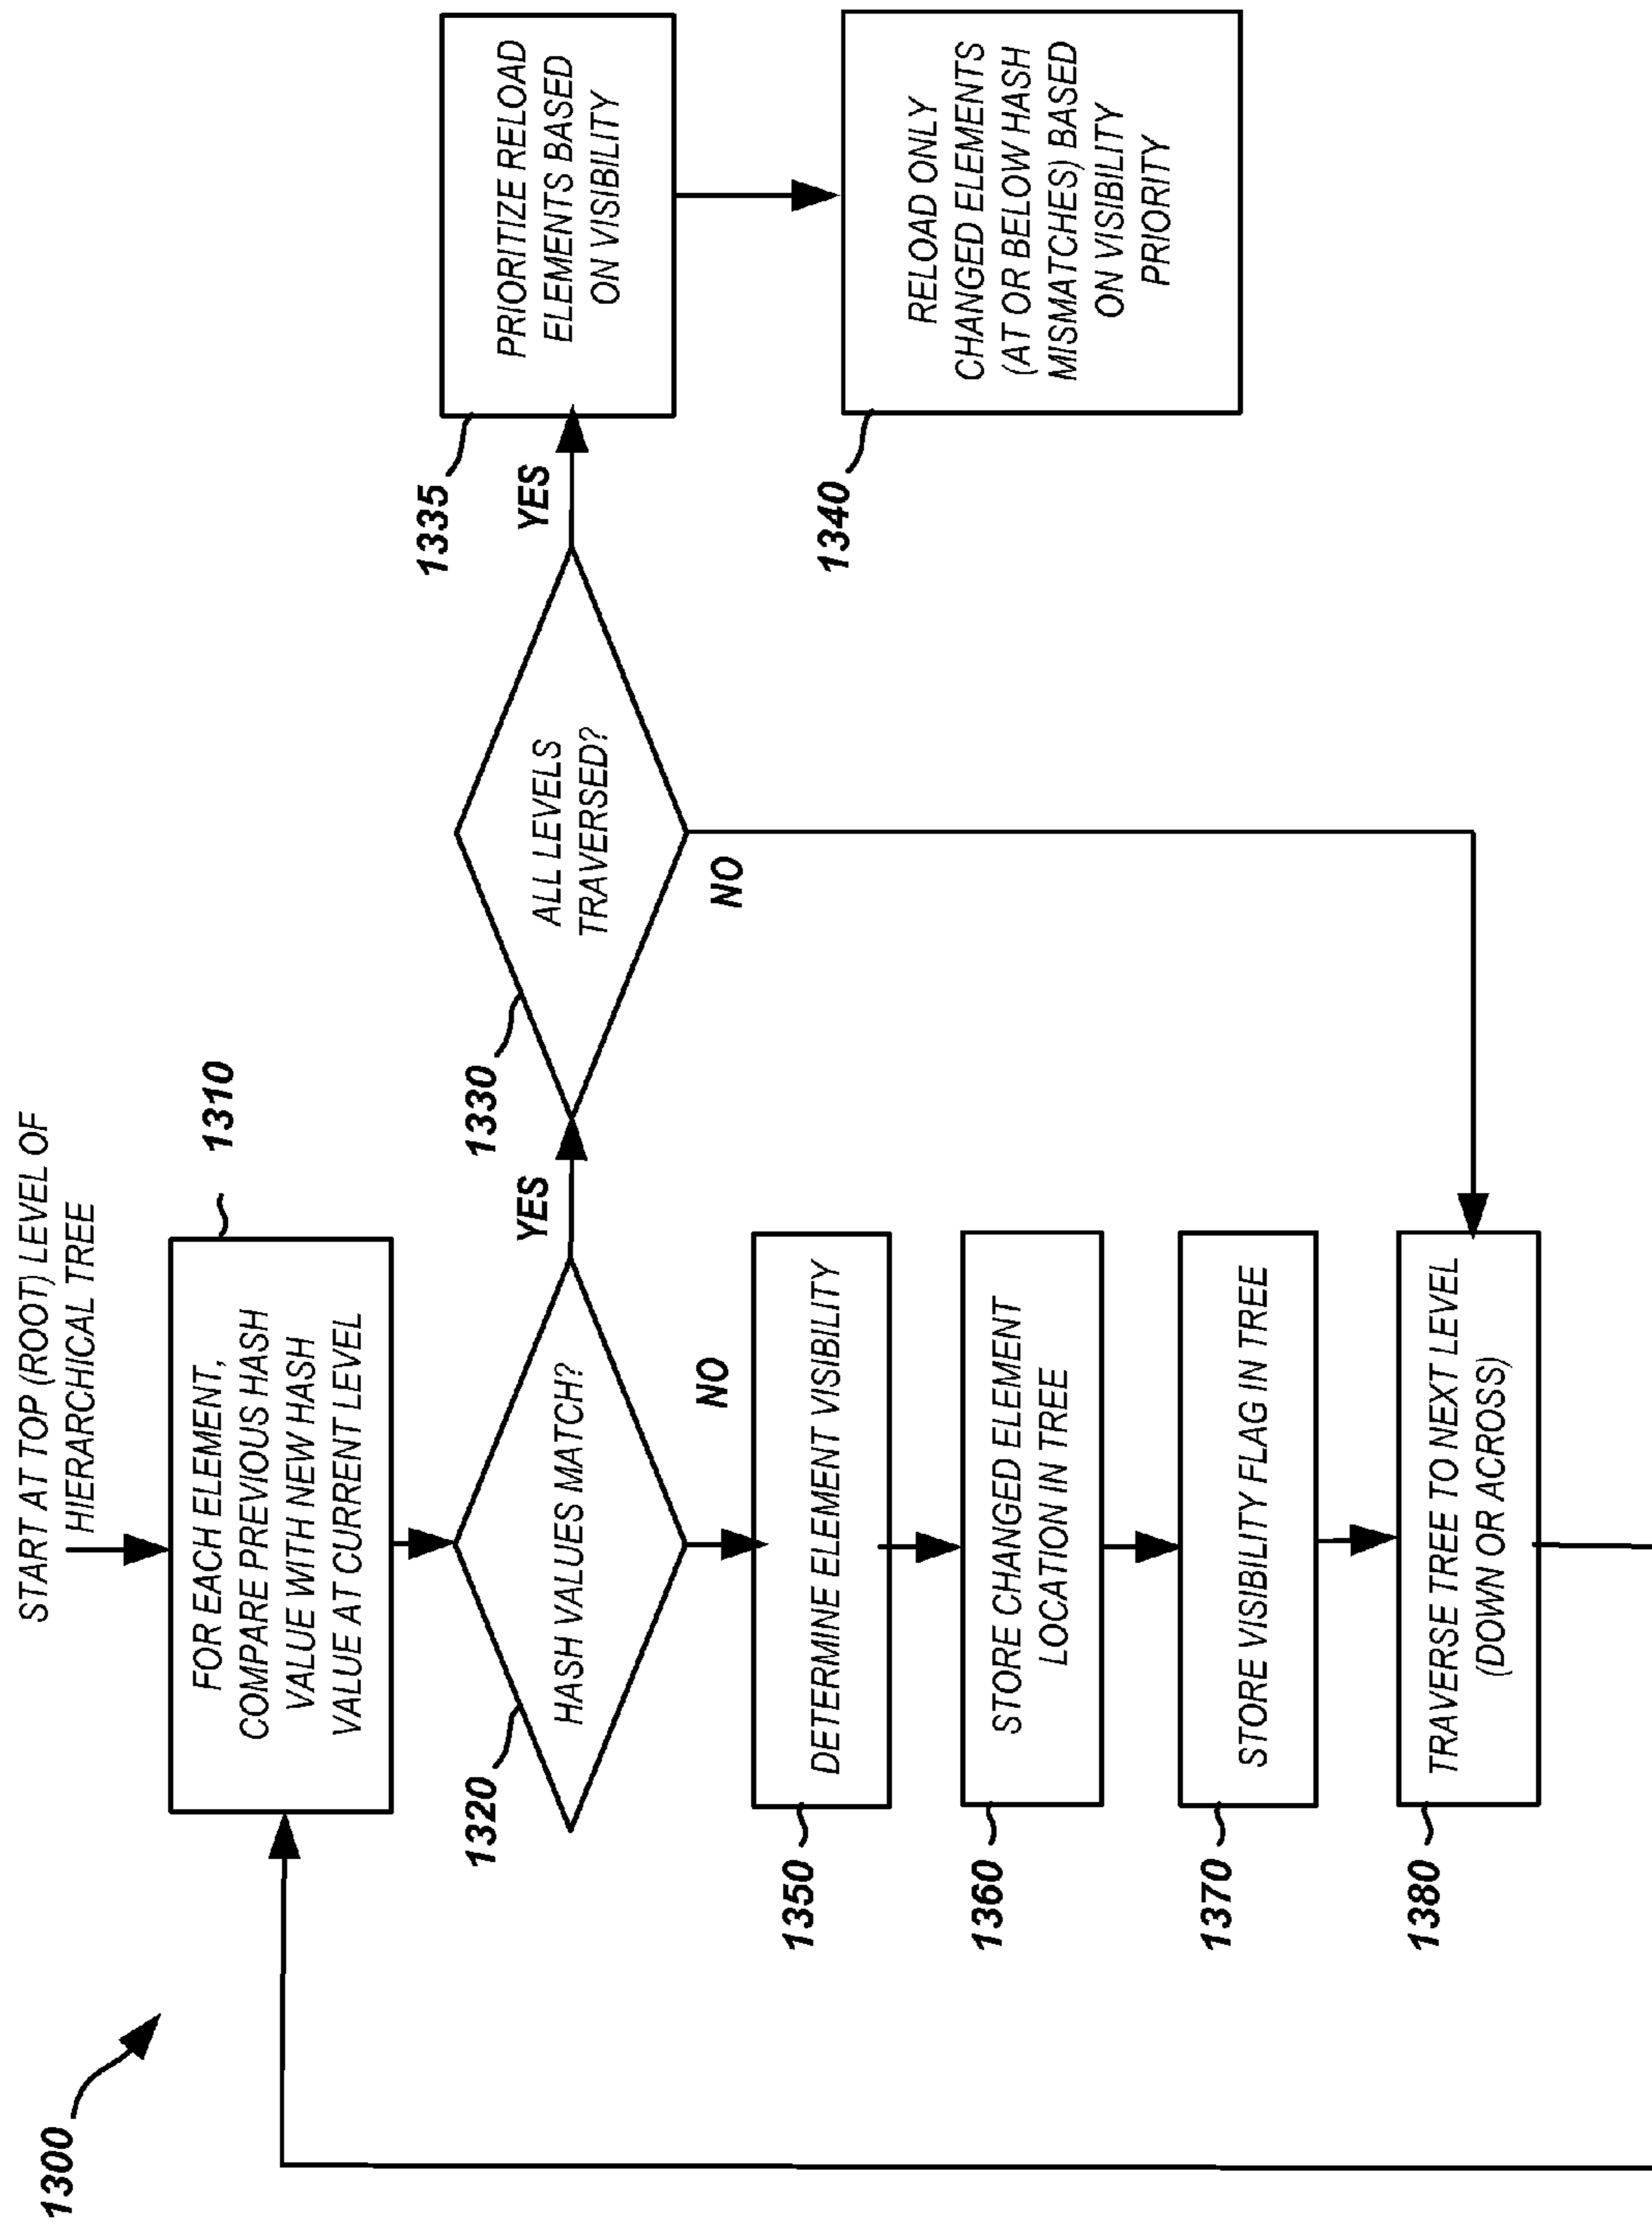 1300
START AT TOP (ROOT) LEVEL OF
HIERARCHICAL TREE
1310
FOR EACH ELEMENT,
COMPARE PREVIOUS HASH
VALUE WITH NEW HASH
VALUE AT CURRENT LEVEL
1320
HASH VALUES MATCH?
YES
NO
1330
ALL LEVELS
TRAVERSED?
YES
NO
1335
PRIORITIZE RELOAD
ELEMENTS BASED
ON VISIBILITY
1340
RELOAD ONLY
CHANGED ELEMENTS
(AT OR BELOW HASH
MISMATCHES) BASED
ON VISIBILITY
PRIORITY
1350
DETERMINE ELEMENT VISIBILITY
1360
STORE CHANGED ELEMENT
LOCATION IN TREE
1370
STORE VISIBILITY FLAG IN TREE
1380
TRAVERSE TREE TO NEXT LEVEL
(DOWN OR ACROSS)